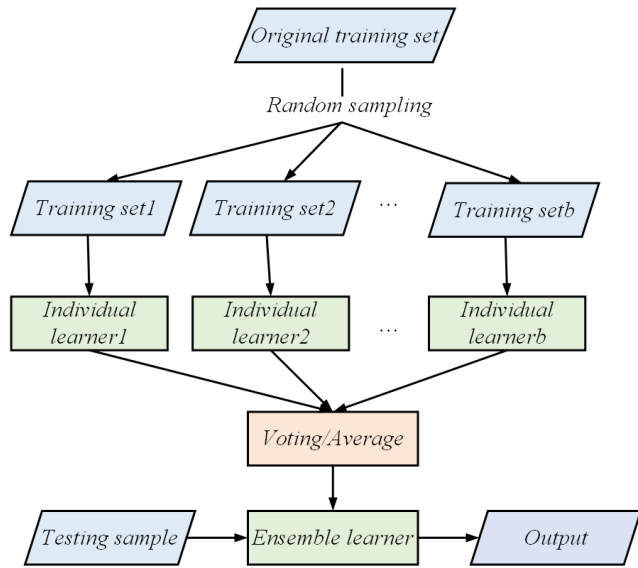 Original training set
Random sampling
Training set1
Training set2
...
Training setb
Individual
learner1
Individual
learner2
...
Individual
learnerb
Voting/Average
Testing sample
Ensemble learner
Output